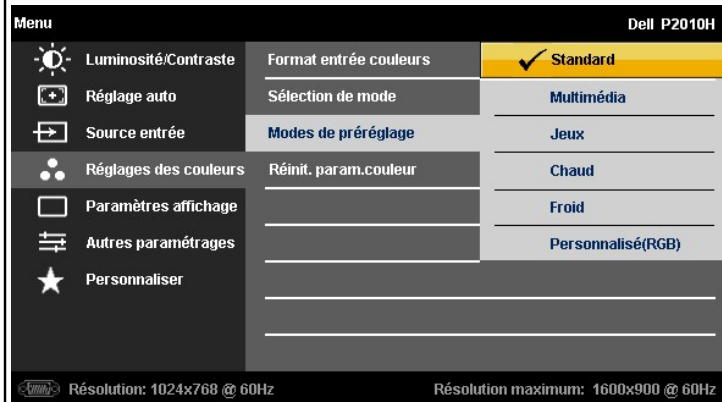 Menu Dell P2010H
Luminosité/Contraste Format entrée couleurs Standard
Réglage auto Sélection de mode Multimédia
Source entrée Modes de préréglage Jeux
Réglages des couleurs Réinit. param.couleur Chaud
Paramètres affichage Froid
Autres paramétrages Personnalisé(RGB)
Personnaliser
Résolution: 1024x768 @ 60Hz Résolution maximum: 1600x900 @ 60Hz